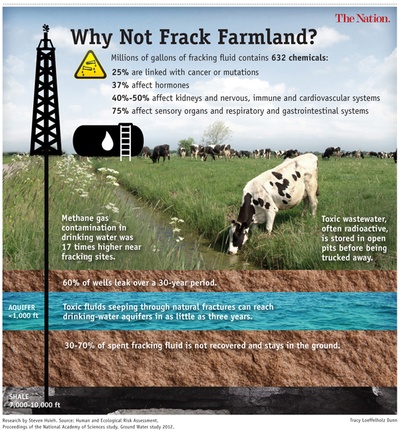 The Nation.
Why Not Frack Farmland?
Millions of gallons of fracking fluid contains 632 chemicals:
25% are linked with cancer or mutations
37% affect hormones
40%-50% affect kidneys and nervous, immune and cardiovascular systems
75% affect sensory organs and respiratory and gastrointestinal systems
Methane gas
contamination in
drinking water was
17 times higher near
fracking sites.
Toxic wastewater,
often radioactive,
is stored in open
pits before being
trucked away.
60% of wells leak over a 30-year period.
AQUIFER
<1,000 ft
Toxic fluids seeping through natural fractures can reach
drinking-water aquifers in as little as three years.
30-70% of spent fracking fluid is not recovered and stays in the ground.
SHALE
7,000-10,000 ft
Research by Steven Hsieh. Source: Human and Ecological Risk Assessment,
Proceedings of the National Academy of Sciences study, Ground Water study 2012.
Tracy Loeffelholz Dunn